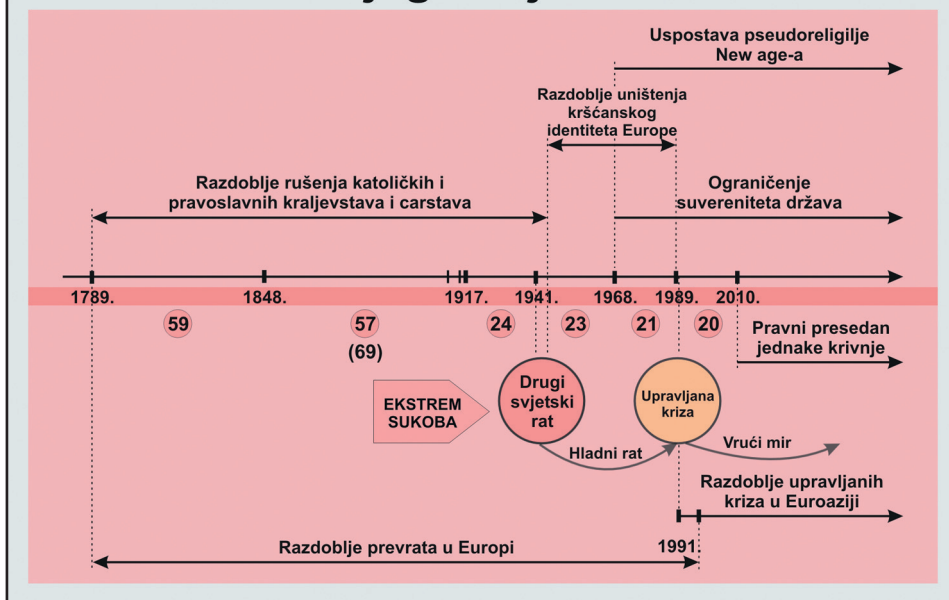 Uspostava pseudoreligilje
New age-a
Razdoblje uništenja
kršćanskog
identiteta Europe
Razdoblje rušenja katoličkih i
pravoslavnih kraljevstava i carstava
Ograničenje
suvereniteta država
1789. 1848. 1917. 1941. 1968. 1989. 2010.
59 57 24 23 21 20
(69)
Pravni presedan
jednake krivnje
EKSTREM
SUKOBA
Drugi
svjetski
rat
Upravljana
kriza
Hladni rat
Vrući mir
Razdoblje upravljanih
kriza u Euroaziji
1991.
Razdoblje prevrata u Europi